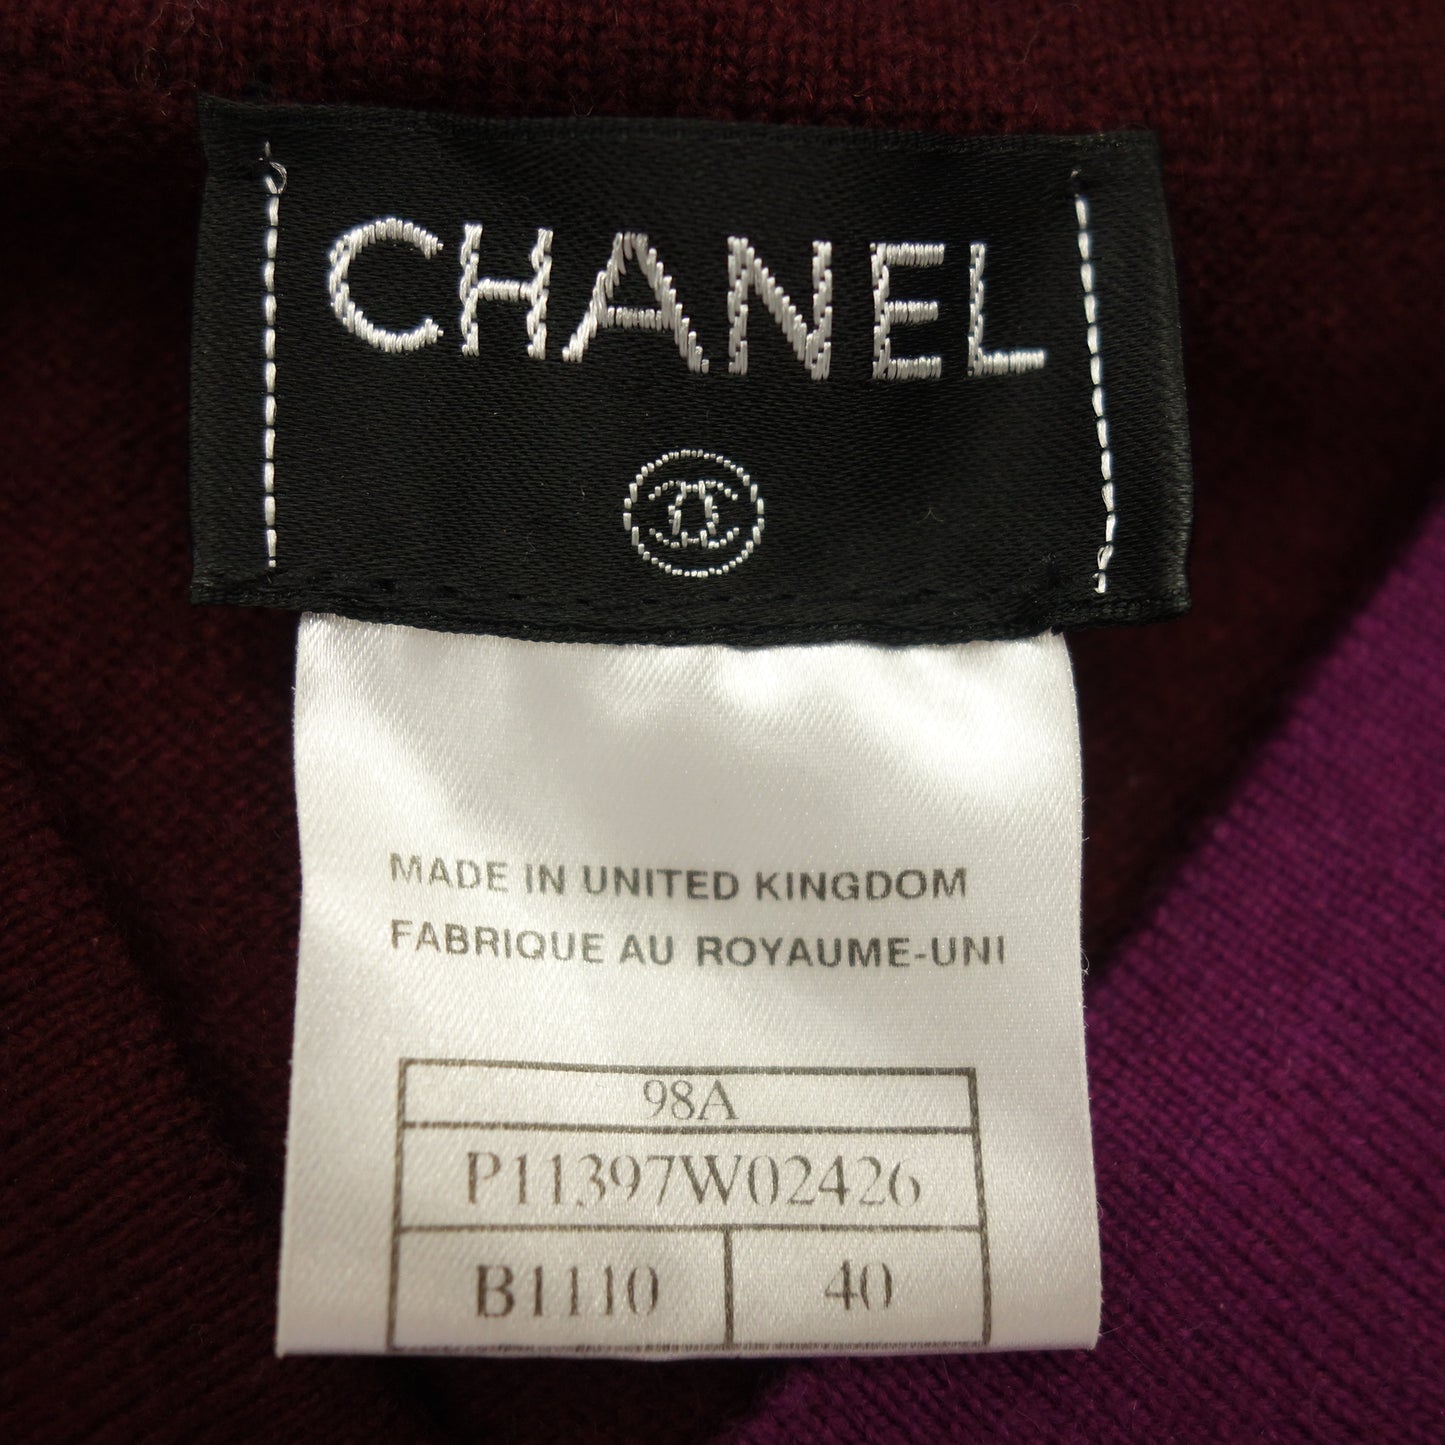 CHANEL
MADE IN UNITED KINGDOM
FABRIQUE AU ROYAUME-UNI
98A
P11397W02426
B1110 40